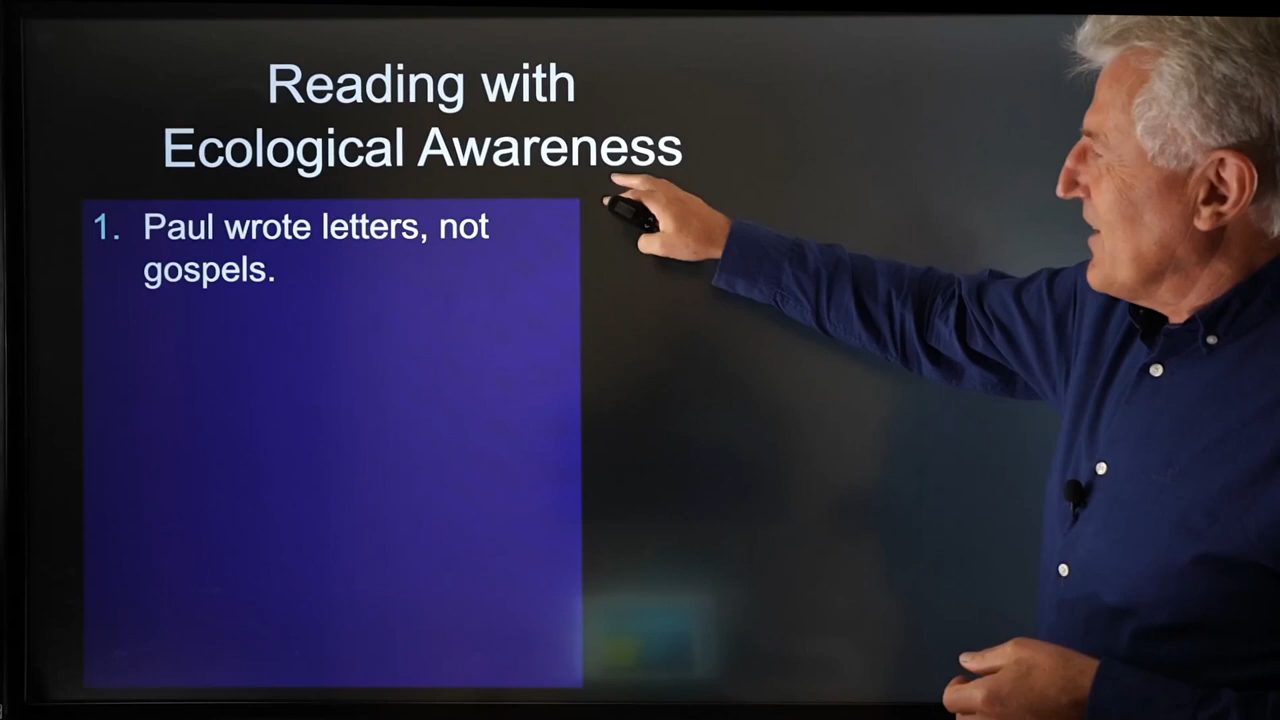 Reading with
Ecological Awareness
1. Paul wrote letters, not
gospels.